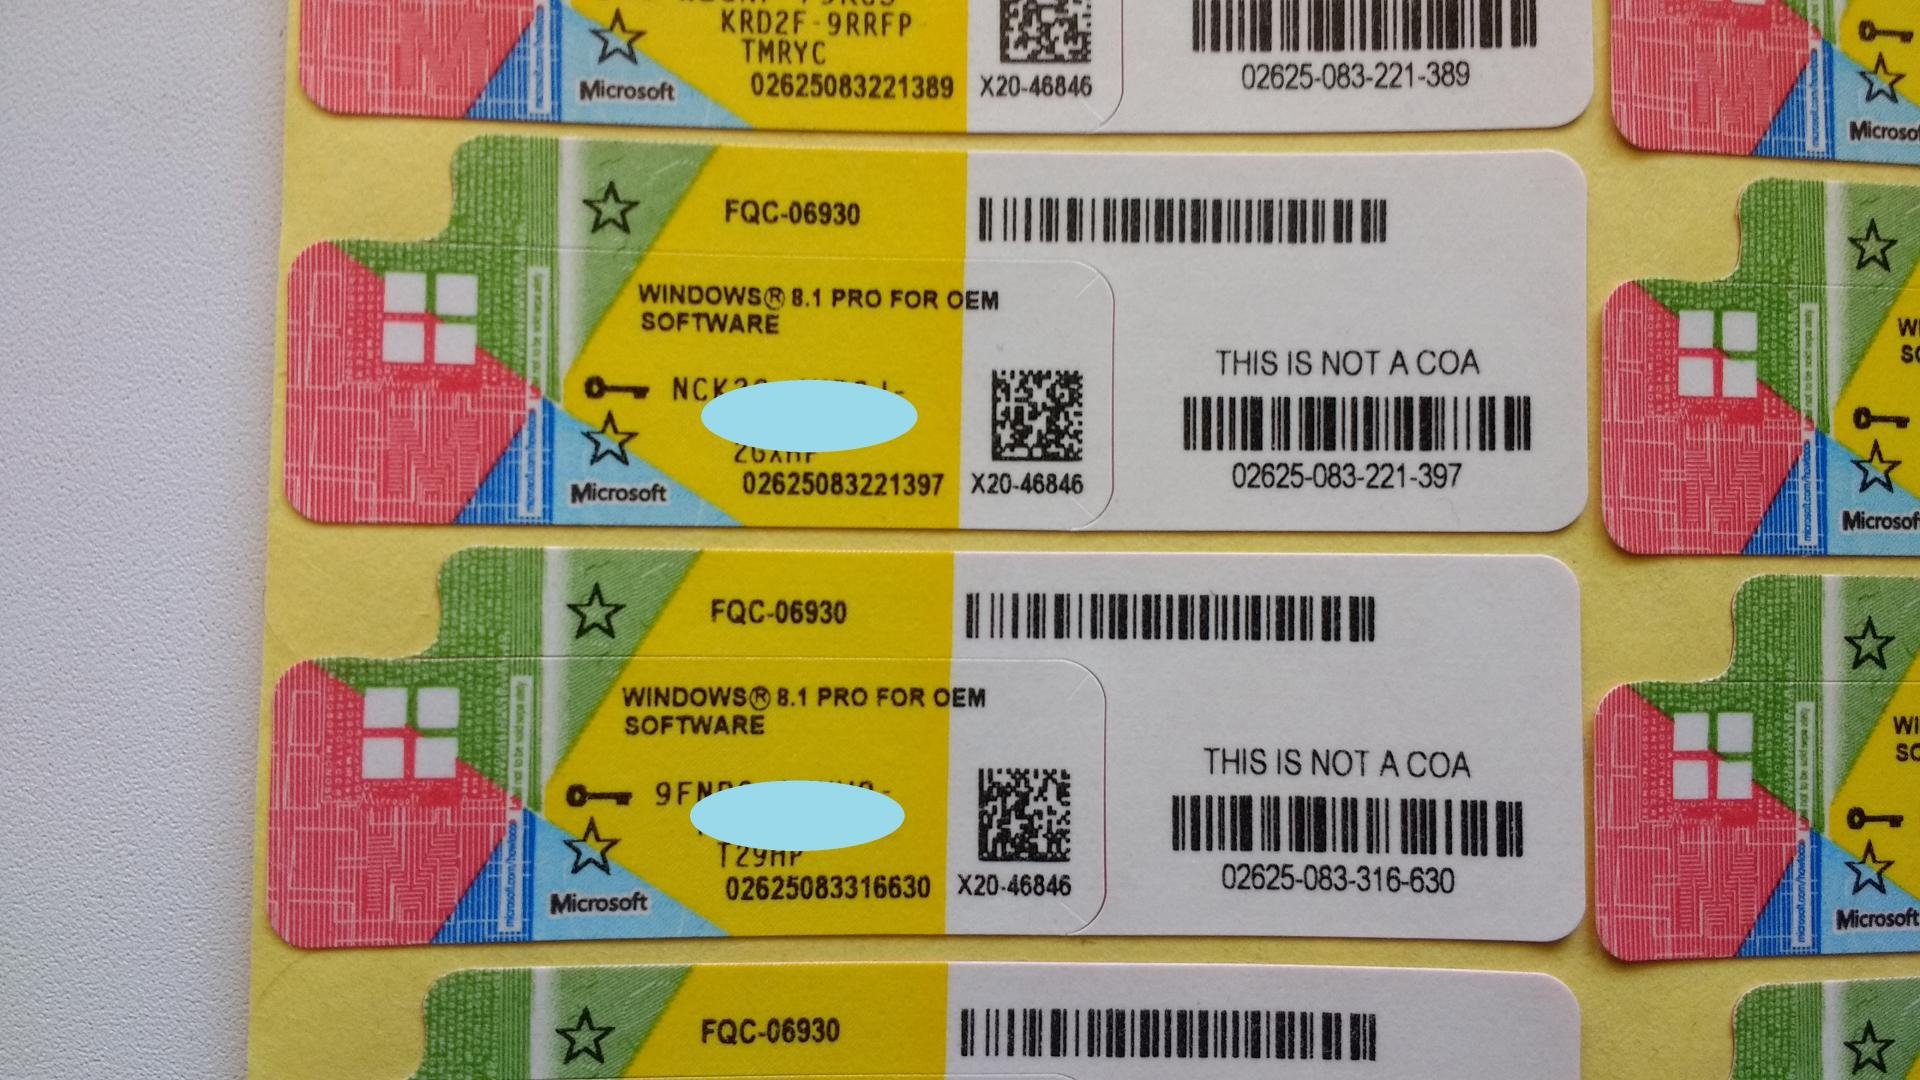 KRD2F-9RRFP
TMRYC
02625083221389
X20-46846
02625-083-221-389
Microsoft
FQC-06930
WINDOWS® 8.1 PRO FOR OEM
SOFTWARE
THIS IS NOT A COA
02625083221397
X20-46846
02625-083-221-397
Microsoft
FQC-06930
WINDOWS® 8.1 PRO FOR OEM
SOFTWARE
THIS IS NOT A COA
T29HP
02625083316630
X20-46846
02625-083-316-630
Microsoft
FQC-06930
Microsoft
Microsoft